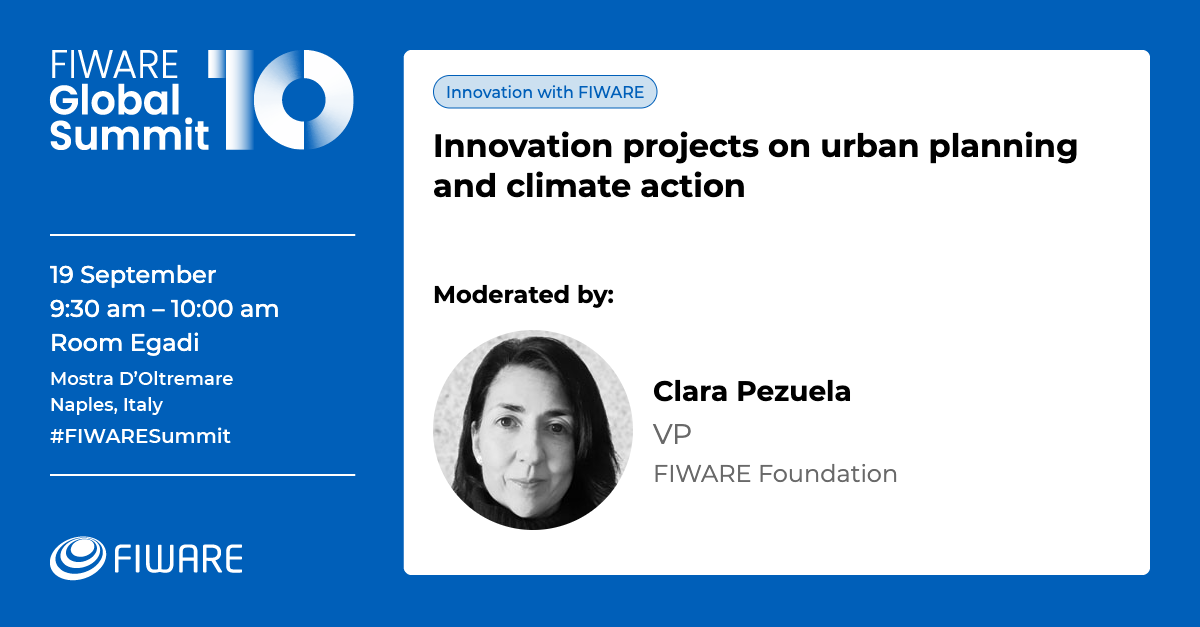 FIWARE
Global
Summit
10
19 September
9:30 am – 10:00 am
Room Egadi
Mostra D’Oltremare
Naples, Italy
#FIWARESummit
FIWARE
Innovation with FIWARE
Innovation projects on urban planning
and climate action
Moderated by:
Clara Pezuela
VP
FIWARE Foundation